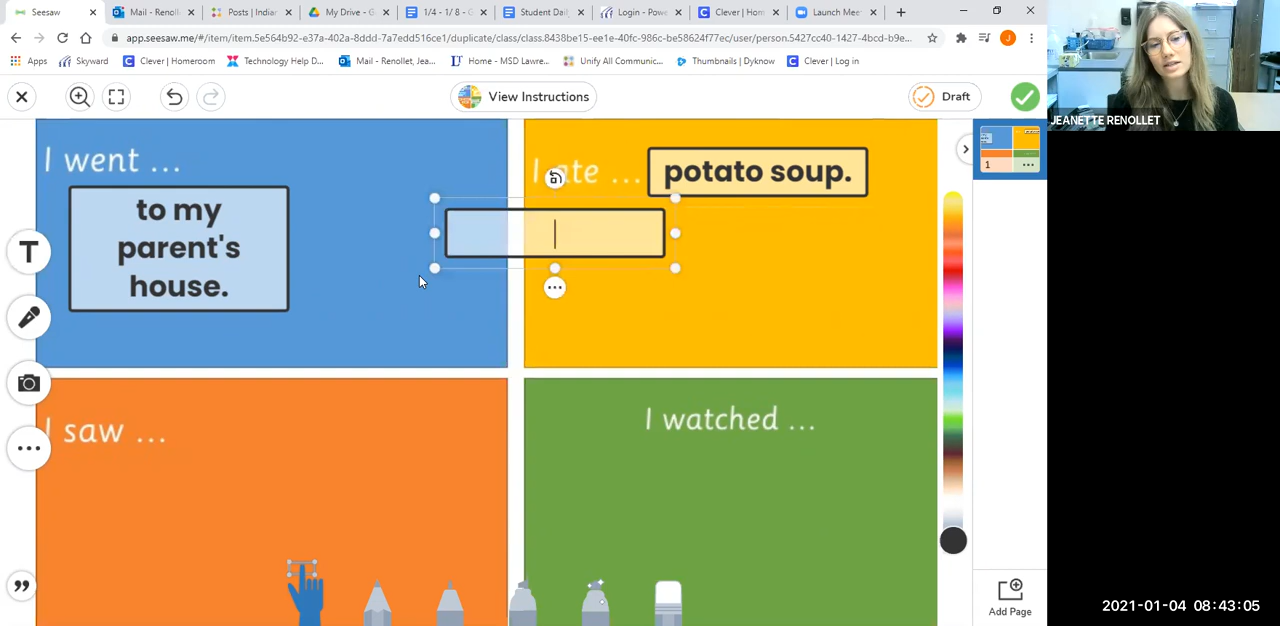 Seesaw
Mail - Renoll
Posts | Indian
My Drive - G
1/4 - 1/ 8 - G
Student Dail
Login - Powe
Clever | Hom
Launch Mee
app.seesaw.me/#/item/item.5e564b92-e37a-402a-8ddd-7a7edd516ce1/duplicate/class/class.8438be15-ee1e-40fc-986c-be58624f77ec/user/person.5427cc40-1427-4bcd-b9e...
J
Apps
Skyward
Clever | Homeroom
Technology Help D...
Mail - Renollet, Jea...
Home - MSD Lawre...
Unify All Communic...
Thumbnails | Dyknow
Clever | Log in
View Instructions
Draft
JEANETTE RENOLLET
I went ...
to my
parent's
house.
I ate ...
potato soup.
I saw ...
I watched ...
T
1
Add Page
2021-01-04 08:43:05